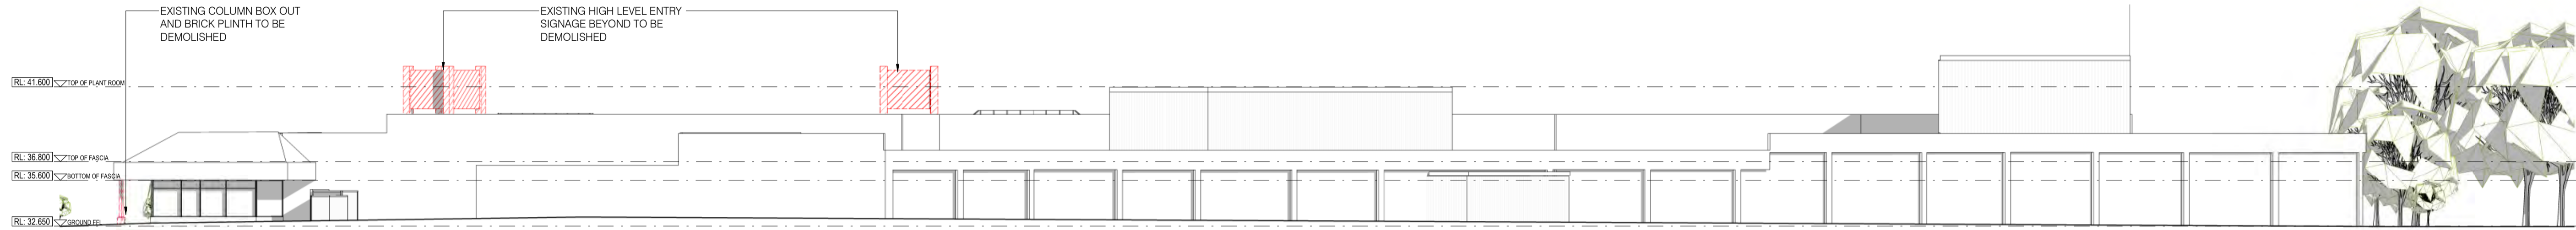 EXISTING COLUMN BOX OUT
AND BRICK PLINTH TO BE
DEMOLISHED
EXISTING HIGH LEVEL ENTRY
SIGNAGE BEYOND TO BE
DEMOLISHED
RL: 41.600 TOP OF PLANT ROOM
RL: 36.800 TOP OF FASCIA
RL: 35.600 BOTTOM OF FASCIA
RL: 32.650 GROUND FFL